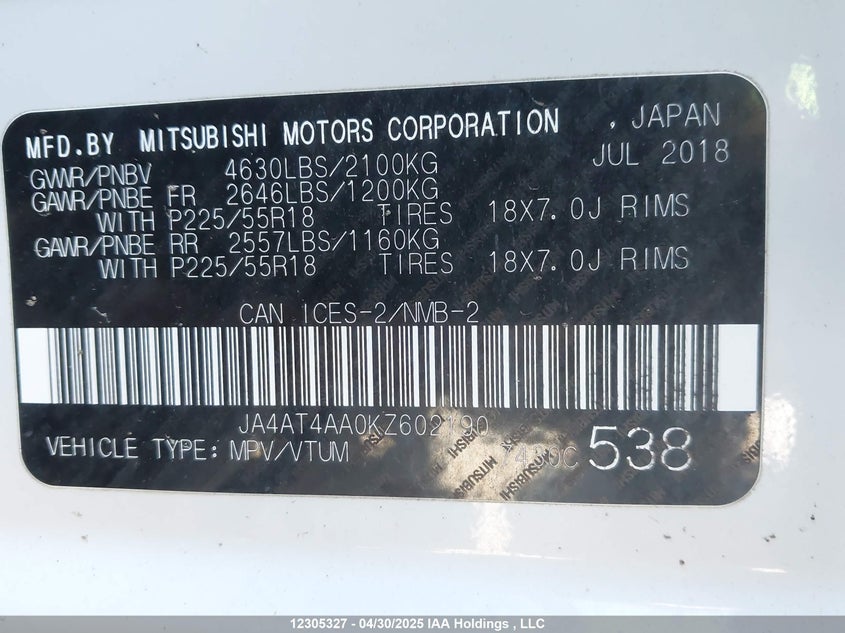 MFD.BY MITSUBISHI MOTORS CORPORATION , JAPAN
GVWR/PNBV 4630LBS/2100KG JUL 2018
GAWR/PNBE FR 2646LBS/1200KG
WITH P225/55R18 TIRES 18X7.0J RIMS
GAWR/PNBE RR 2557LBS/1160KG
WITH P225/55R18 TIRES 18X7.0J RIMS
CAN ICES-2/NMB-2
JA4AT4AA0KZ602190
VEHICLE TYPE: MPV/VTUM 538
12305327 - 04/30/2025 IAA Holdings , LLC